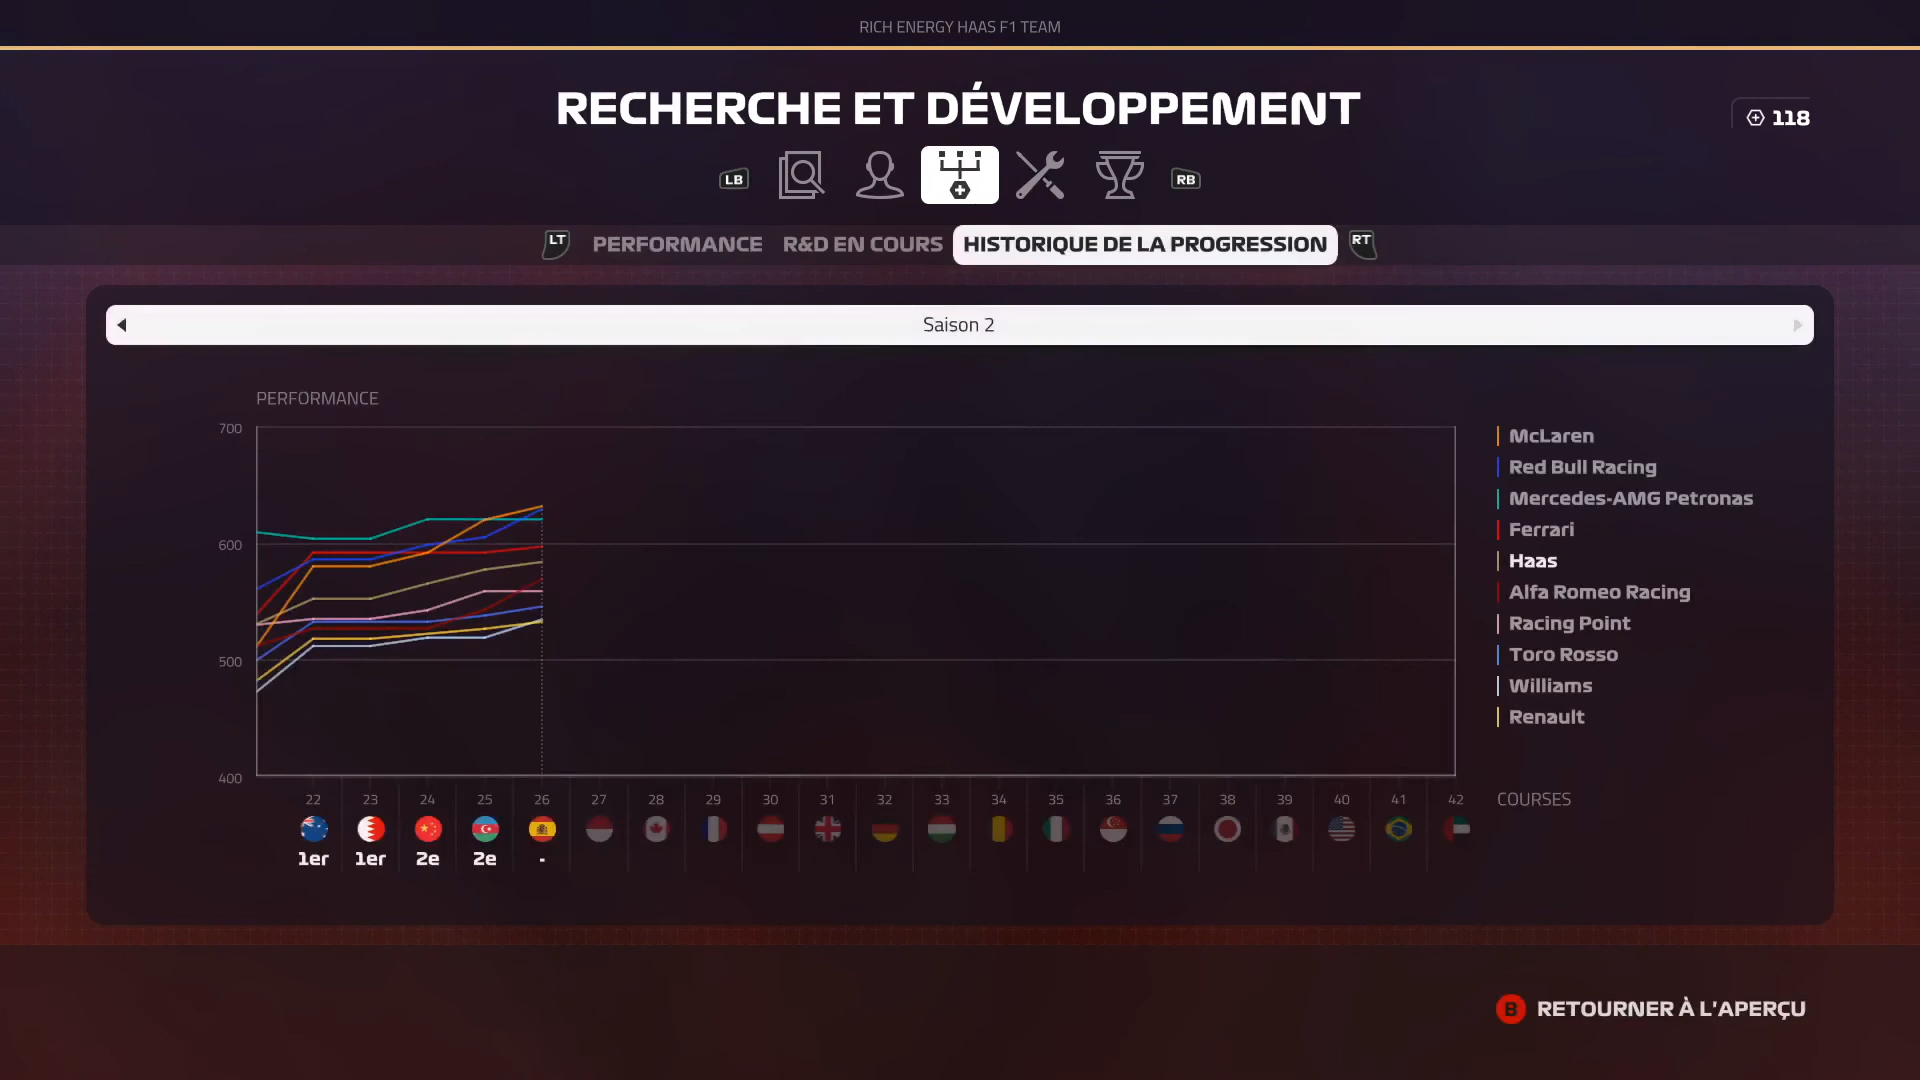 RICH ENERGY HAAS F1 TEAM
RECHERCHE ET DÉVELOPPEMENT
118
LB RB
LT PERFORMANCE R&D EN COURS HISTORIQUE DE LA PROGRESSION RT
Saison 2
PERFORMANCE
700
600
500
400
McLaren
Red Bull Racing
Mercedes-AMG Petronas
Ferrari
Haas
Alfa Romeo Racing
Racing Point
Toro Rosso
Williams
Renault
22 23 24 25 26 27 28 29 30 31 32 33 34 35 36 37 38 39 40 41 42 COURSES
1er 1er 2e 2e -
B RETOURNER À L'APERÇU